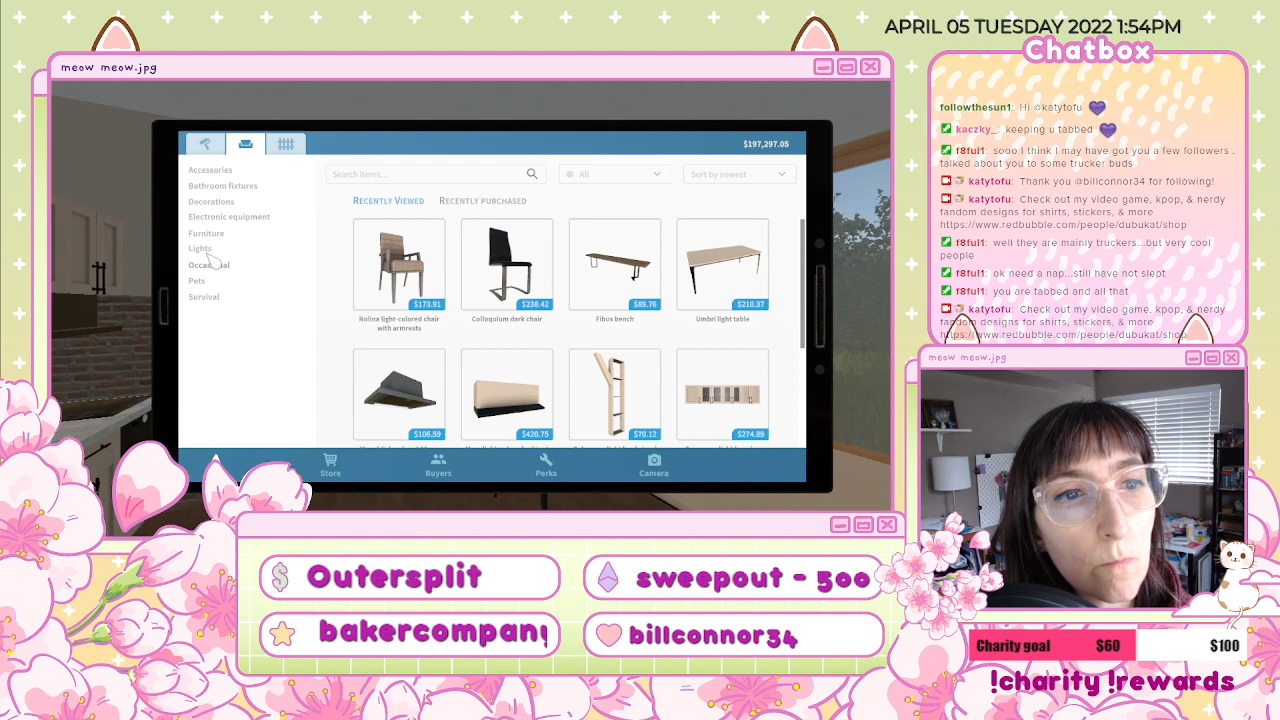 APRIL 05 TUESDAY 2022 1:54PM
meow meow.jpg
$197,297.05
Accessories
Bathroom fixtures
Decorations
Electronic equipment
Furniture
Lights
Occasional
Pets
Survival
Search items...
All
Sort by newest
RECENTLY VIEWED
RECENTLY PURCHASED
$173.91
$238.42
$89.76
$210.37
Nolina light-colored chair
with armrests
Colloquium dark chair
Fibus bench
Umbri light table
$106.59
$420.75
$70.12
$274.89
Store
Buyers
Perks
Camera
Chatbox
followthesun1: Hi @katytofu
kaczky_: keeping u tabbed
f8ful1: sooo I think I may have got you a few followers .
talked about you to some trucker buds
katytofu: Thank you @billconnor34 for following!
katytofu: Check out my video game, kpop, & nerdy
fandom designs for shirts, stickers, & more
https://www.redbubble.com/people/dubukat/shop
f8ful1: well they are mainly truckers...but very cool
people
f8ful1: ok need a nap...still have not slept
f8ful1: you are tabbed and all that
katytofu: Check out my video game, kpop, & nerdy
fandom designs for shirts, stickers, & more
https://www.redbubble.com/people/dubukat/shop
meow meow.jpg
Outersplit
sweepout - 500
bakercompany
billconnor34
Charity goal $60 $100
!charity !rewards